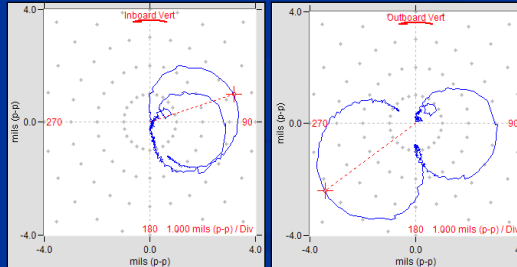 "Inboard Vert"
4.0
mils (p-p)
0.0
270
90
-4.0
180 1.000 mils (p-p) / Div
-4.0 0.0 4.0
mils (p-p)
Outboard Vert
4.0
mils (p-p)
0.0
270
90
-4.0
180 1.000 mils (p-p) / Div
-4.0 0.0 4.0
mils (p-p)